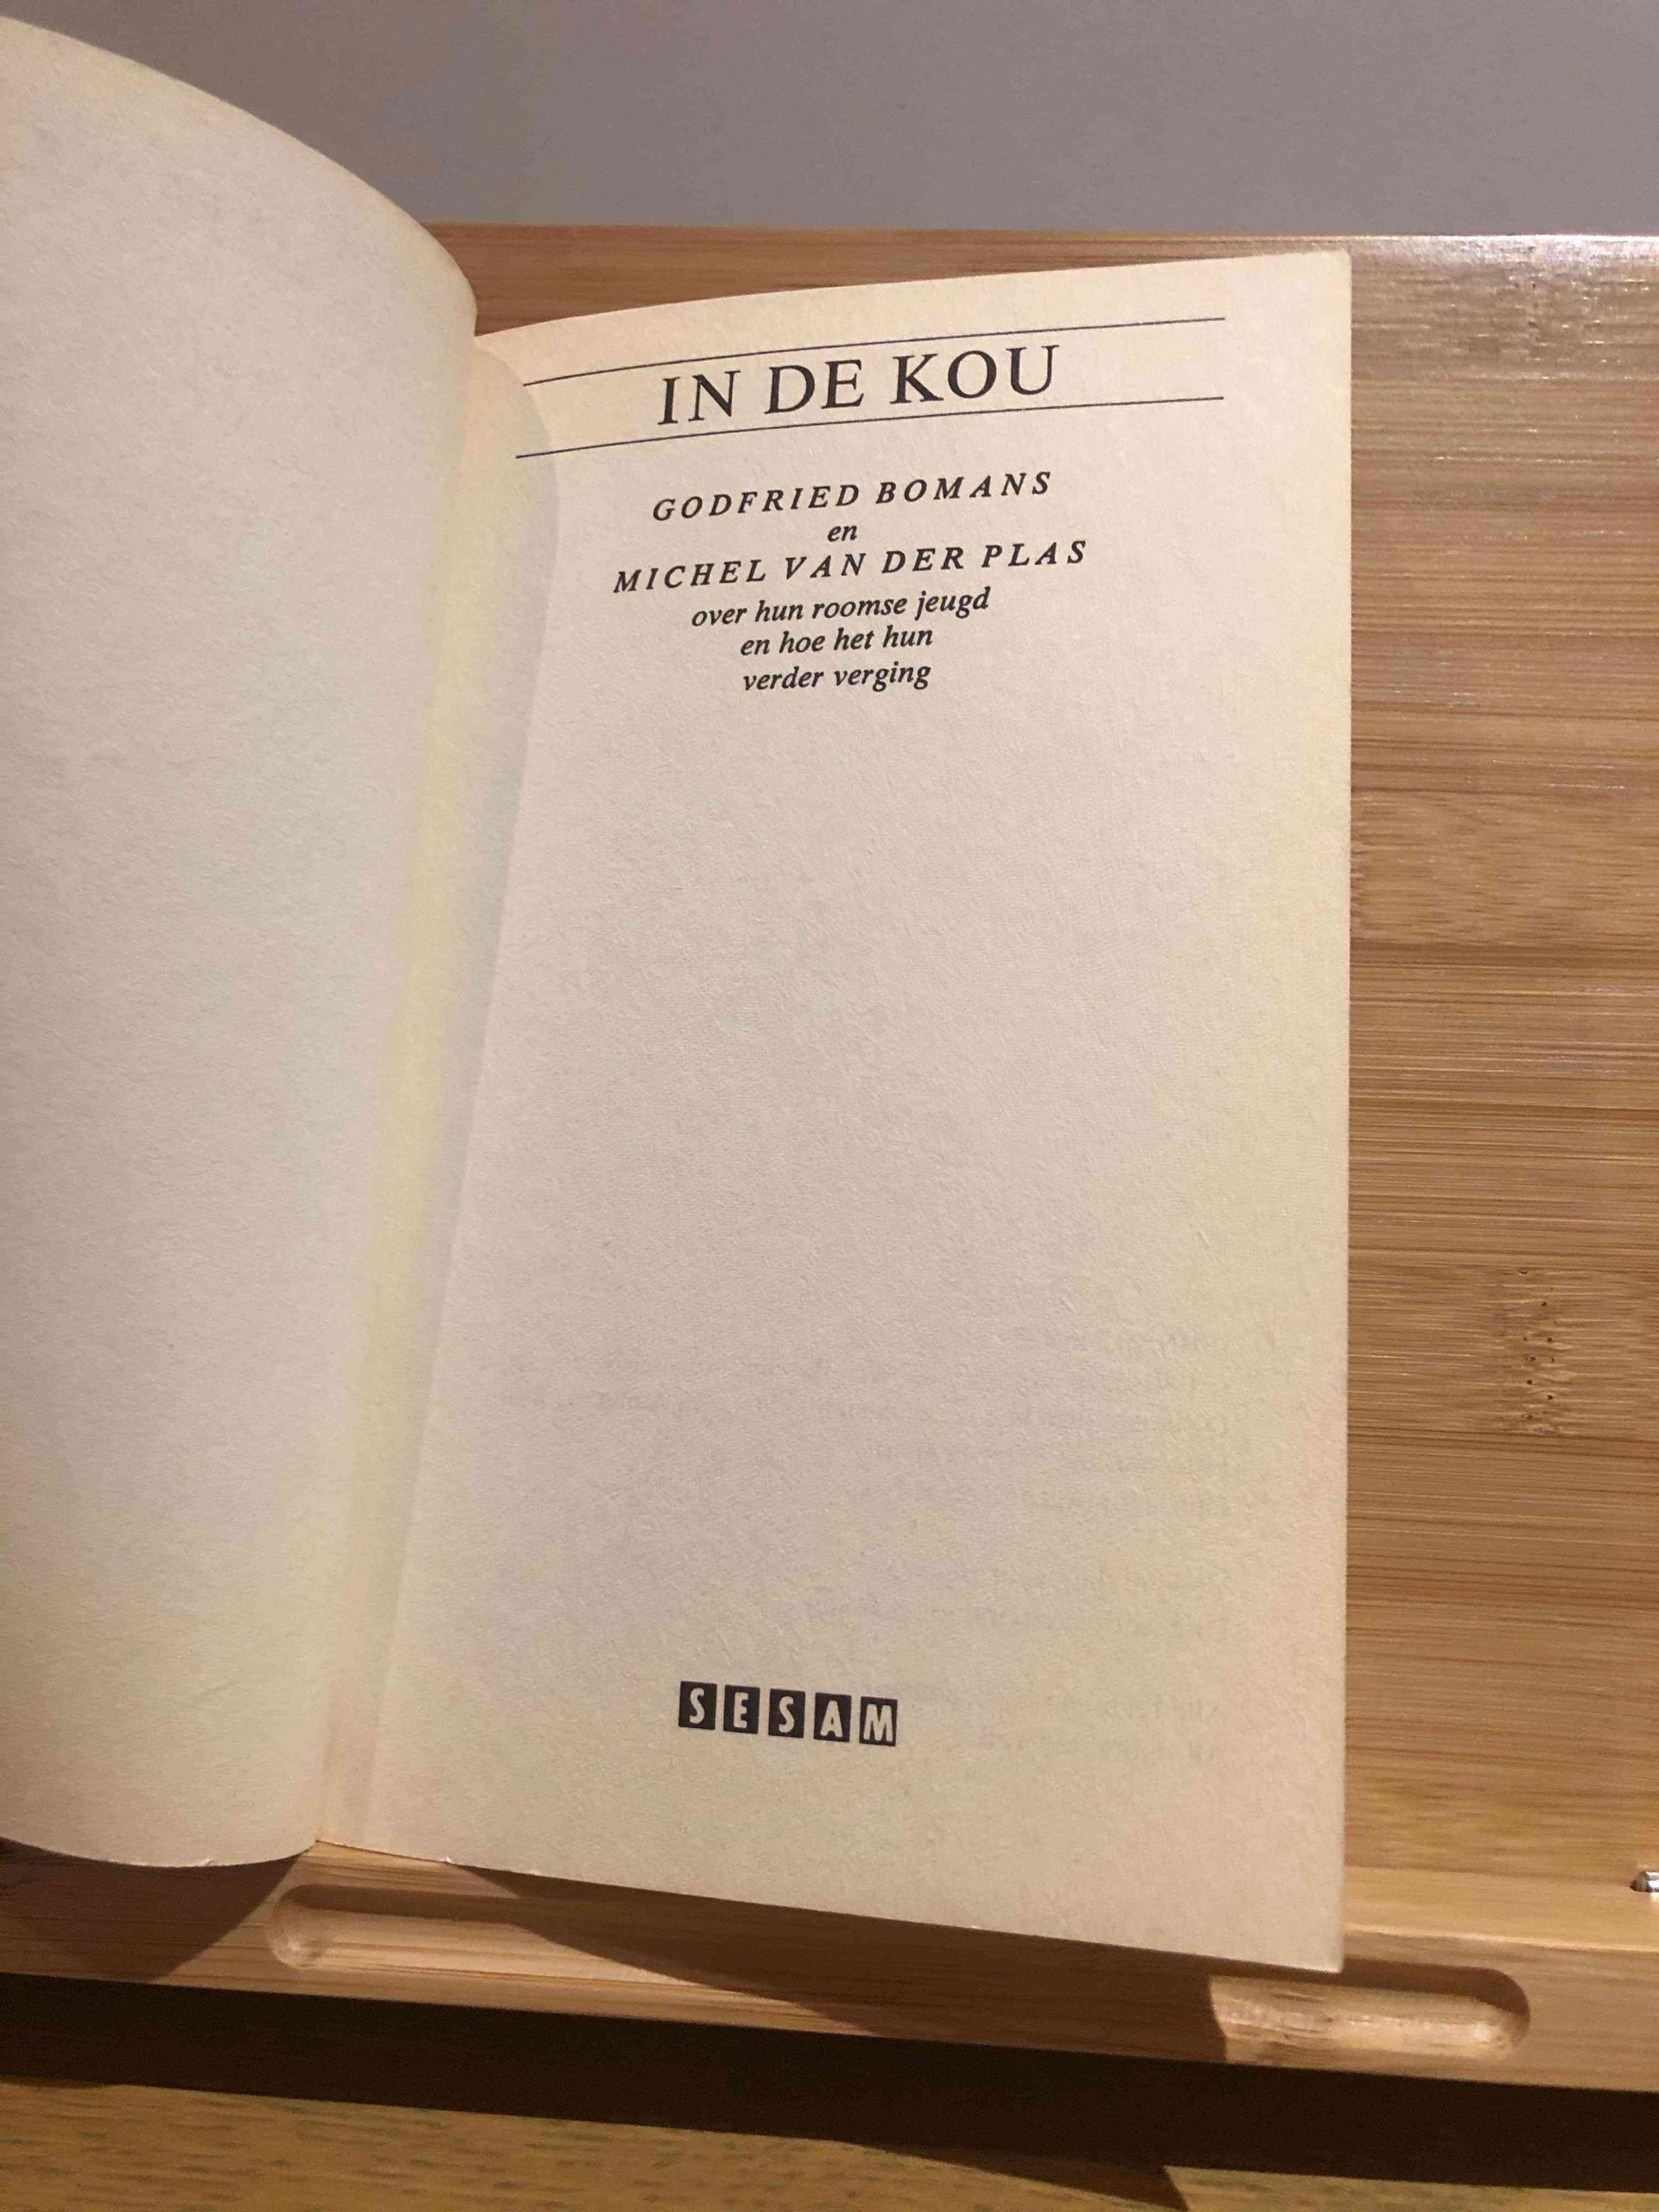 IN DE KOU
GODFRIED BOMANS
en
MICHEL VAN DER PLAS
over hun roomse jeugd
en hoe het hun
verder verging
SESAM